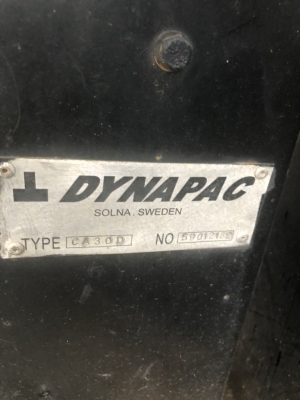 DYNAPAC
SOLNA. SWEDEN
TYPE CA30D NO